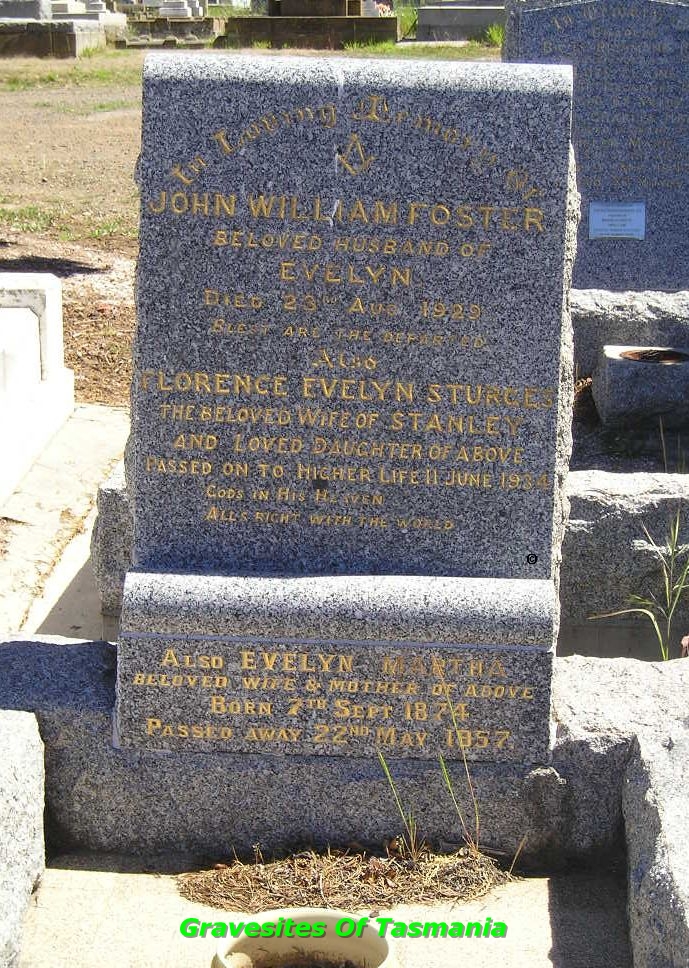 In Loving Memory Of
JOHN WILLIAM FOSTER
BELOVED HUSBAND OF
EVELYN
DIED 23RD AUG 1929
BLEST ARE THE DEPARTED
ALSO
FLORENCE EVELYN STURGES
THE BELOVED WIFE OF STANLEY
AND LOVED DAUGHTER OF ABOVE
PASSED ON TO HIGHER LIFE 11 JUNE 1934
GODS IN HIS HEAVEN
ALLS RIGHT WITH THE WORLD
ALSO EVELYN MARTHA
BELOVED WIFE & MOTHER OF ABOVE
BORN 7TH SEPT 1874
PASSED AWAY 22ND MAY 1957.
Gravesites Of Tasmania